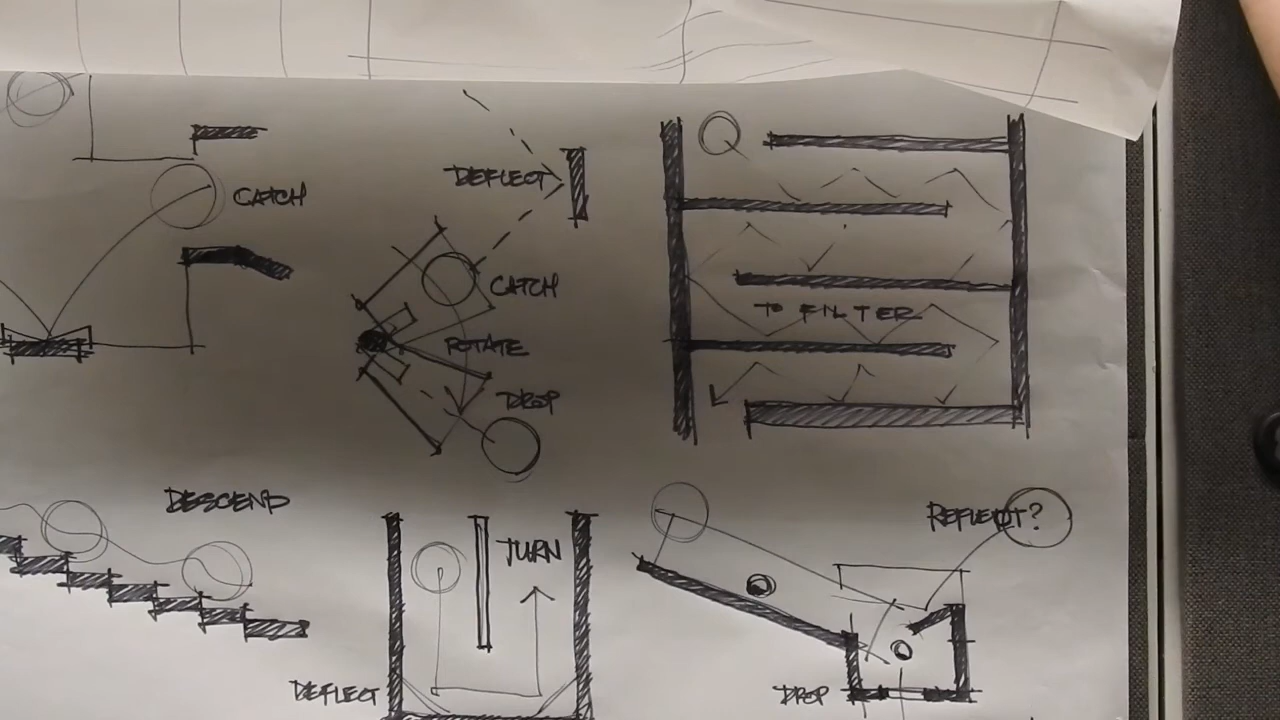 DEFLECT
CATCH
CATCH
TO FILTER
ROTATE
DROP
DESCEND
REFLECT?
TURN
DEFLECT
DROP